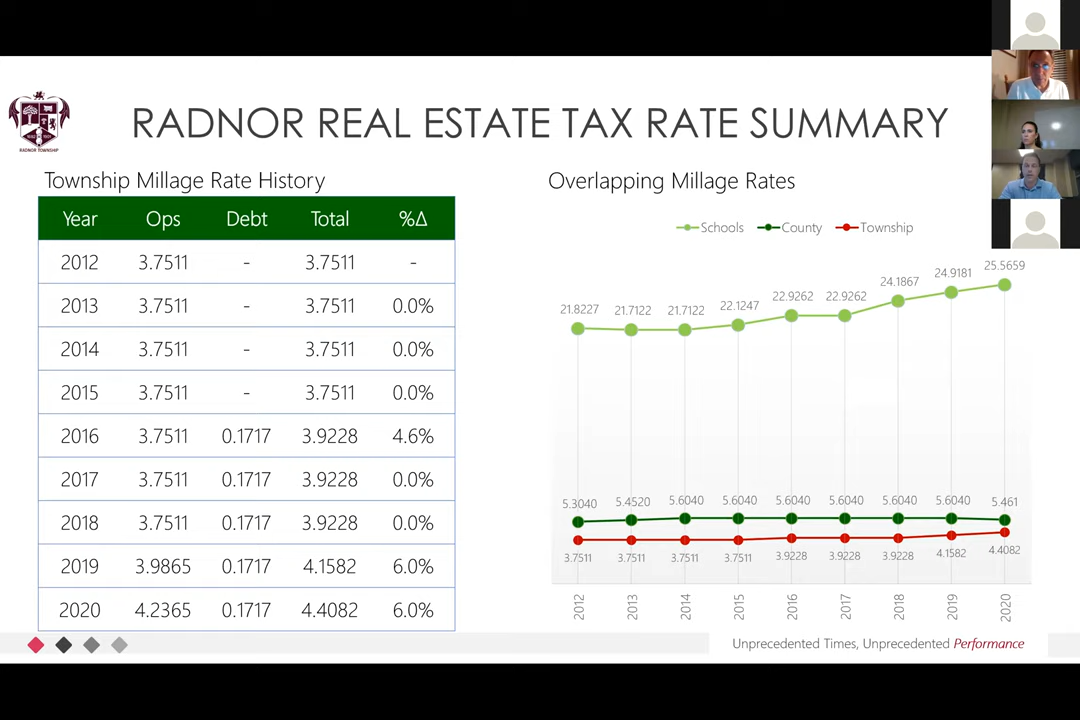 RADNOR REAL ESTATE TAX RATE SUMMARY
RADNOR TOWNSHIP
Township Millage Rate History
Year Ops Debt Total %Δ
2012 3.7511 - 3.7511 -
2013 3.7511 - 3.7511 0.0%
2014 3.7511 - 3.7511 0.0%
2015 3.7511 - 3.7511 0.0%
2016 3.7511 0.1717 3.9228 4.6%
2017 3.7511 0.1717 3.9228 0.0%
2018 3.7511 0.1717 3.9228 0.0%
2019 3.9865 0.1717 4.1582 6.0%
2020 4.2365 0.1717 4.4082 6.0%
Overlapping Millage Rates
Schools County Township
21.8227 21.7122 21.7122 22.1247 22.9262 22.9262 24.1867 24.9181 25.5659
5.3040 5.4520 5.6040 5.6040 5.6040 5.6040 5.6040 5.6040 5.461
3.7511 3.7511 3.7511 3.7511 3.9228 3.9228 3.9228 4.1582 4.4082
2012 2013 2014 2015 2016 2017 2018 2019 2020
Unprecedented Times, Unprecedented Performance